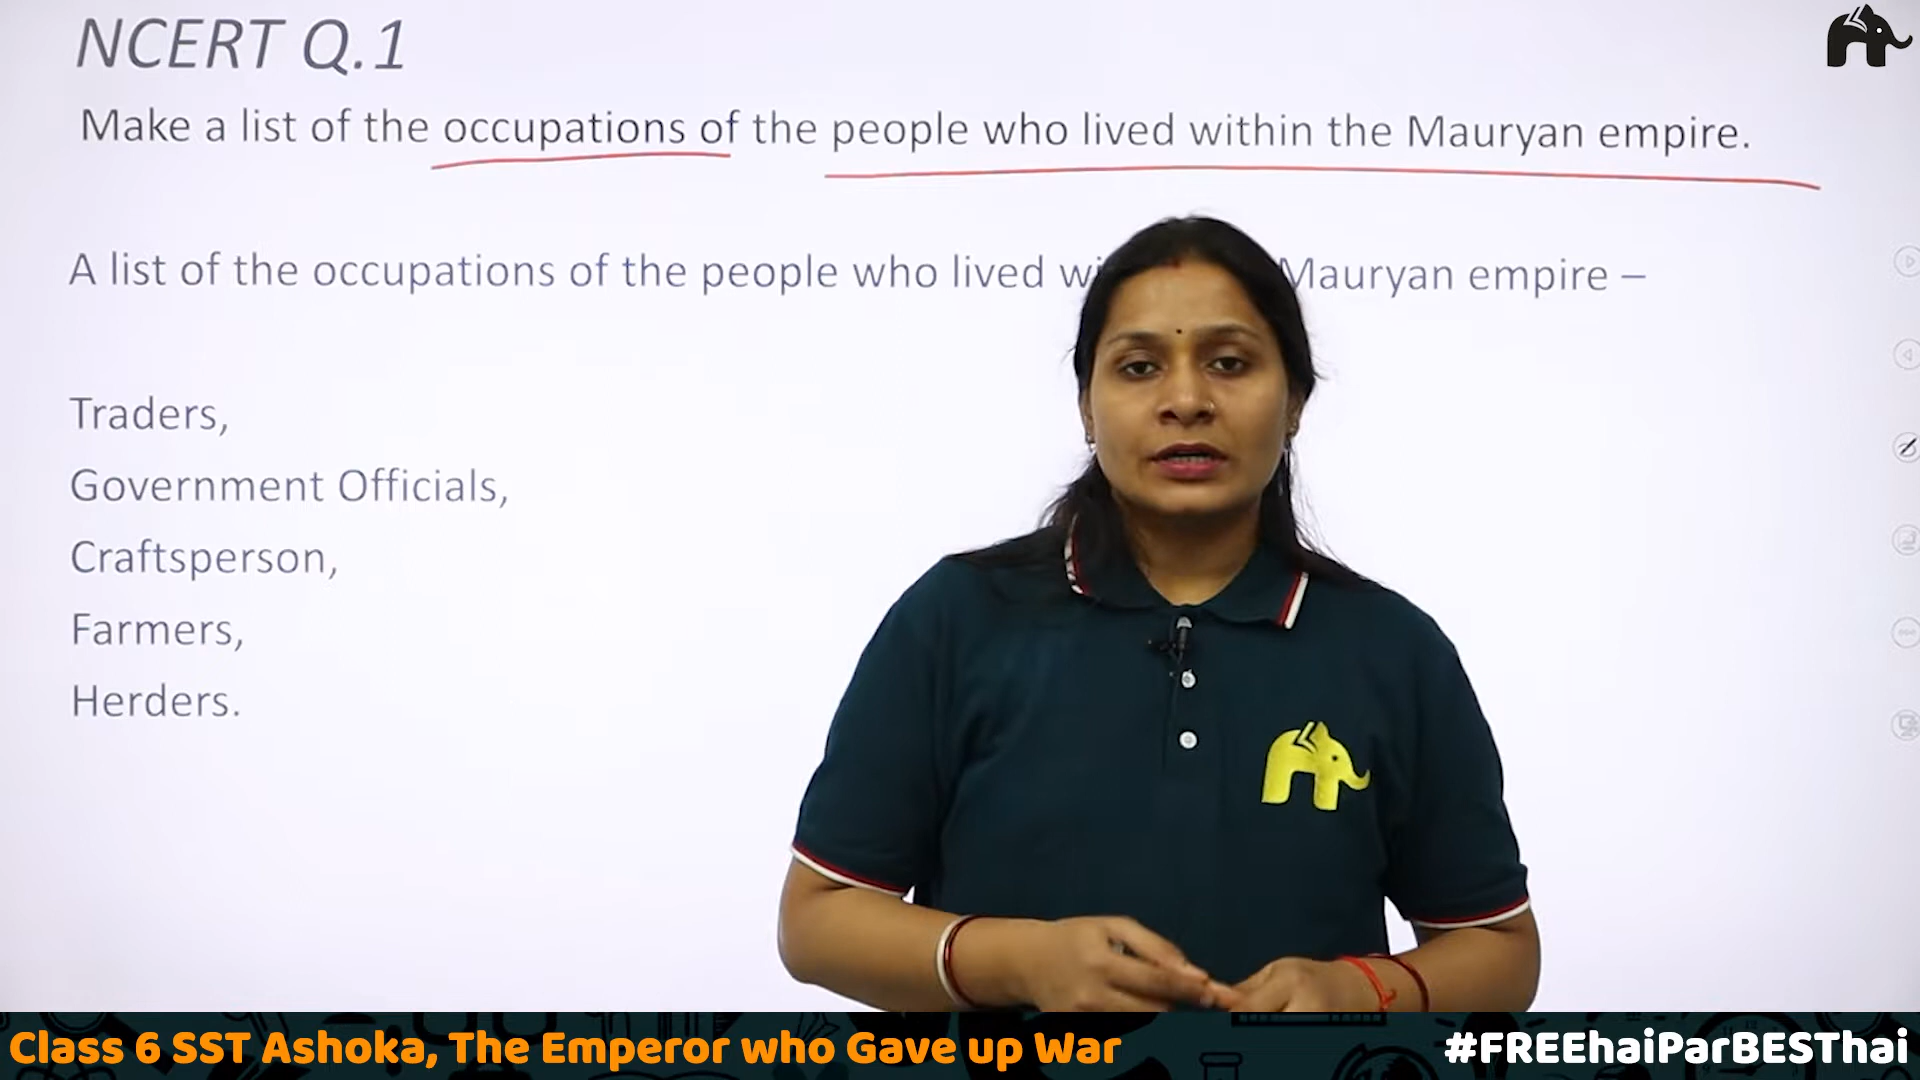 NCERT Q.1
Make a list of the occupations of the people who lived within the Mauryan empire.
A list of the occupations of the people who lived wi Mauryan empire –
Traders,
Government Officials,
Craftsperson,
Farmers,
Herders.
Class 6 SST Ashoka, The Emperor who Gave up War
#FREEhaiParBESThai